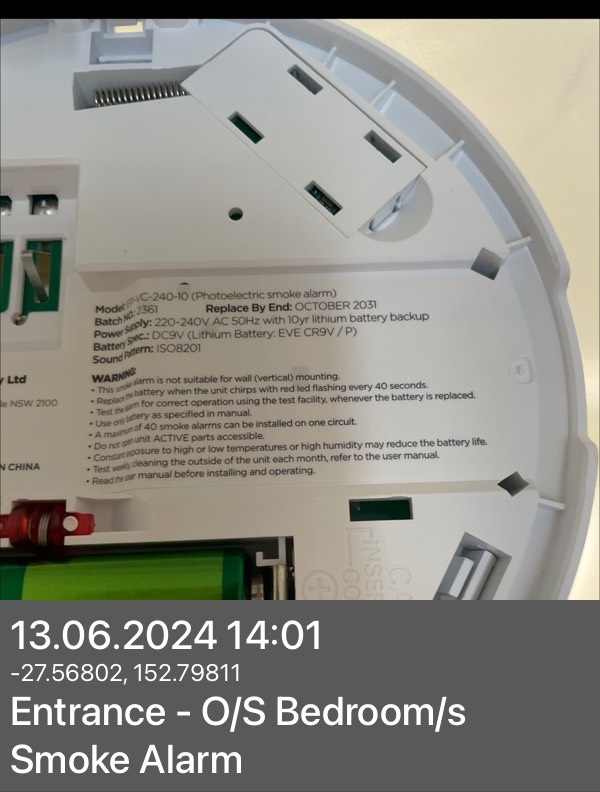 Model: EP-VC-240-10 (Photoelectric smoke alarm)
Batch NO: 2361 Replace By End: OCTOBER 2031
Power Supply: 220-240V AC 50Hz with 10yr lithium battery backup
Battery Spec.: DC9V (Lithium Battery: EVE CR9V / P)
Sound Pattern: ISO8201
y Ltd
le NSW 2100
N CHINA
WARNING:
• This smoke alarm is not suitable for wall (vertical) mounting.
• Replace the battery when the unit chirps with red led flashing every 40 seconds.
• Test the alarm for correct operation using the test facility, whenever the battery is replaced.
• Use only battery as specified in manual.
• A maximum of 40 smoke alarms can be installed on one circuit.
• Do not open unit ACTIVE parts accessible.
• Constant exposure to high or low temperatures or high humidity may reduce the battery life.
• Test weekly cleaning the outside of the unit each month, refer to the user manual.
• Read the user manual before installing and operating.
13.06.2024 14:01
-27.56802, 152.79811
Entrance - O/S Bedroom/s
Smoke Alarm